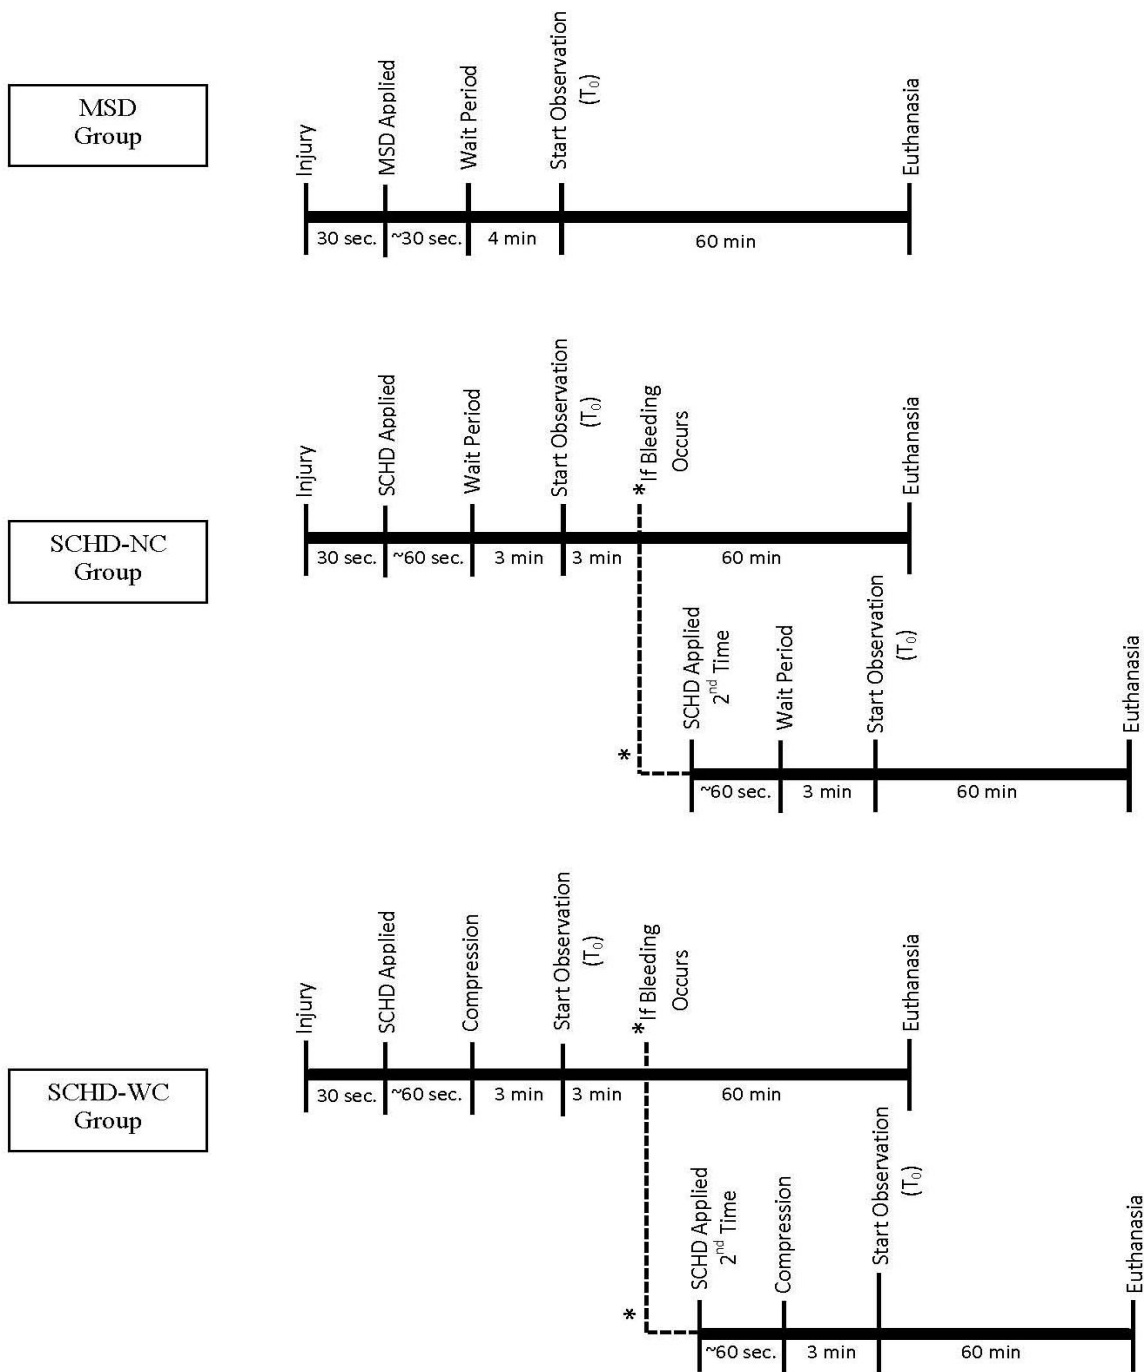 MSD
Group
Injury
MSD Applied
Wait Period
Start Observation
(T₀)
Euthanasia
30 sec.
~30 sec.
4 min
60 min
SCHD-NC
Group
Injury
SCHD Applied
Wait Period
Start Observation
(T₀)
*If Bleeding
Occurs
Euthanasia
30 sec.
~60 sec.
3 min
3 min
60 min
*
SCHD Applied
2nd Time
Wait Period
Start Observation
(T₀)
Euthanasia
~60 sec.
3 min
60 min
SCHD-WC
Group
Injury
SCHD Applied
Compression
Start Observation
(T₀)
*If Bleeding
Occurs
Euthanasia
30 sec.
~60 sec.
3 min
3 min
60 min
*
SCHD Applied
2nd Time
Compression
Start Observation
(T₀)
Euthanasia
~60 sec.
3 min
60 min